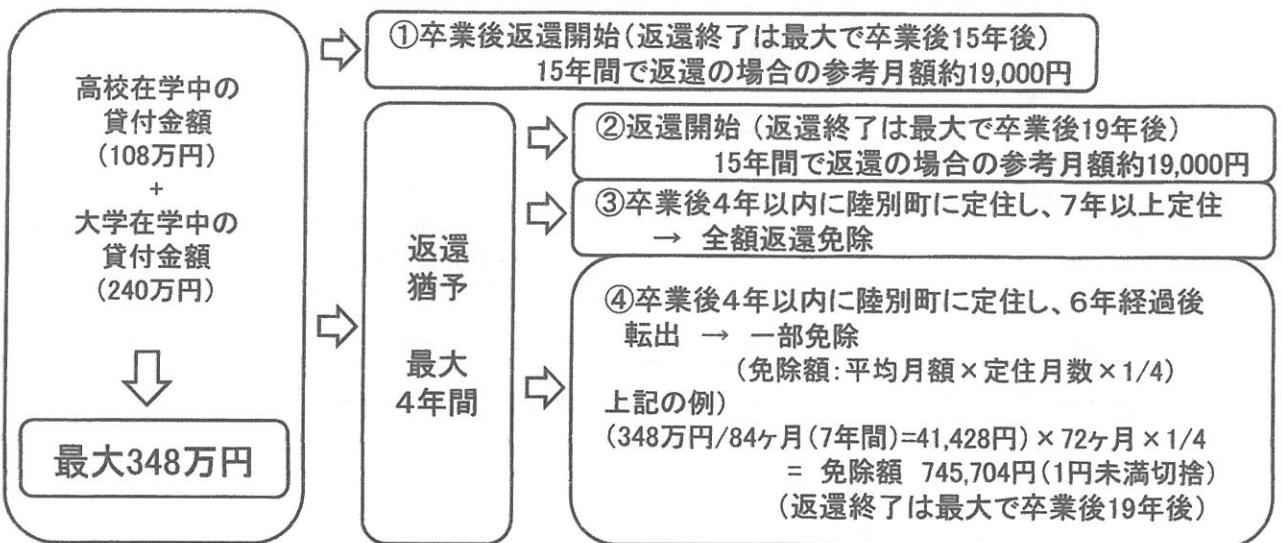 高校在学中の
貸付金額
(108万円)
+
大学在学中の
貸付金額
(240万円)
最大348万円
①卒業後返還開始(返還終了は最大で卒業後15年後)
15年間で返還の場合の参考月額約19,000円
返還
猶予
最大
4年間
②返還開始 (返還終了は最大で卒業後19年後)
15年間で返還の場合の参考月額約19,000円
③卒業後4年以内に陸別町に定住し、7年以上定住
→ 全額返還免除
④卒業後4年以内に陸別町に定住し、6年経過後
転出 → 一部免除
(免除額:平均月額×定住月数×1/4)
上記の例)
(348万円/84ヶ月(7年間)=41,428円)×72ヶ月×1/4
= 免除額 745,704円(1円未満切捨)
(返還終了は最大で卒業後19年後)